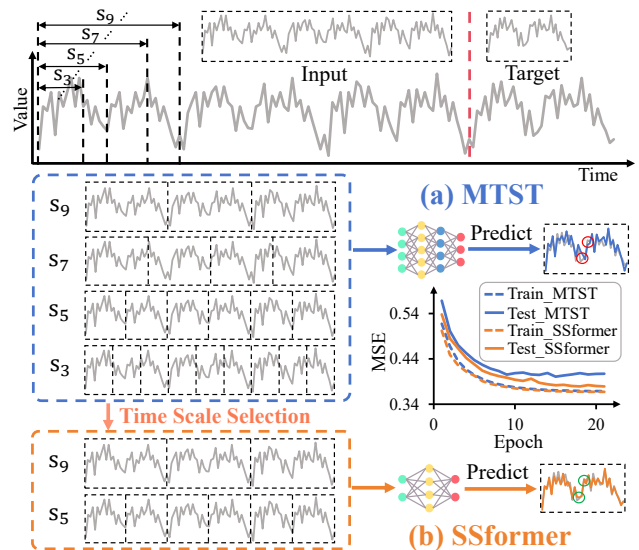 s₉
s₇
s₅
s₃
Input
Target
Value
Time
(a) MTST
s₉
s₇
s₅
s₃
Predict
Train_MTST
Test_MTST
Train_SSformer
Test_SSformer
MSE
0.54
0.44
0.34
0
10
20
Epoch
Time Scale Selection
s₉
s₅
Predict
(b) SSformer